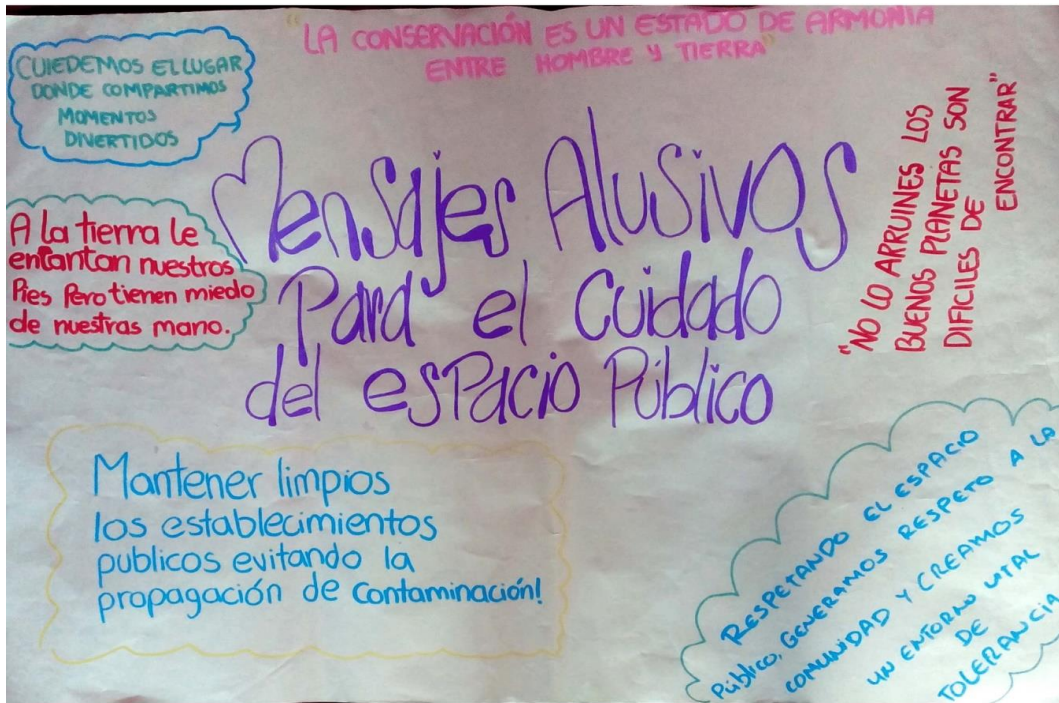 "LA CONSERVACIÓN ES UN ESTADO DE ARMONIA
ENTRE HOMBRE Y TIERRA"
CUIEDEMOS EL LUGAR
DONDE COMPARTIMOS
MOMENTOS
DIVERTIDOS
"NO LO ARRUINES LOS
BUENOS PLANETAS SON
DIFICILES DE
ENCONTRAR"
Mensajes Alusivos
Para el Cuidado
del esPacio Público
A la tierra le
entantan nuestros
Pies Pero tienen miedo
de nuestras mano.
Mantener limpios
los establecimientos
publicos evitando la
propagación de contaminación!
RESPETANDO EL ESPACIO
Público, GENERAMOS RESPETO A LA
COMUNIDAD Y CREAMOS
UN ENTORNO VITAL
DE
TOLERANCIA